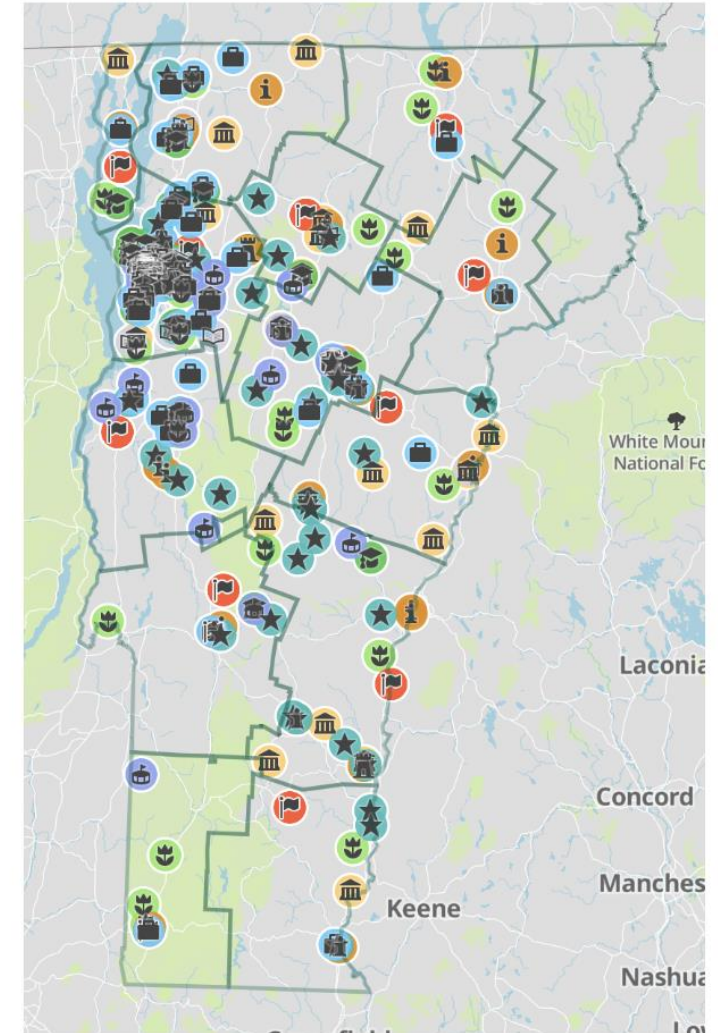 White Mour
National Fo
Laconia
Concord
Manches
Keene
Nashua